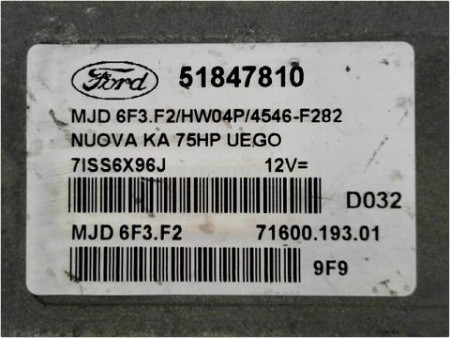 Ford 51847810
MJD 6F3.F2/HW04P/4546-F282
NUOVA KA 75HP UEGO
7ISS6X96J 12V=
D032
MJD 6F3.F2 71600.193.01
9F9